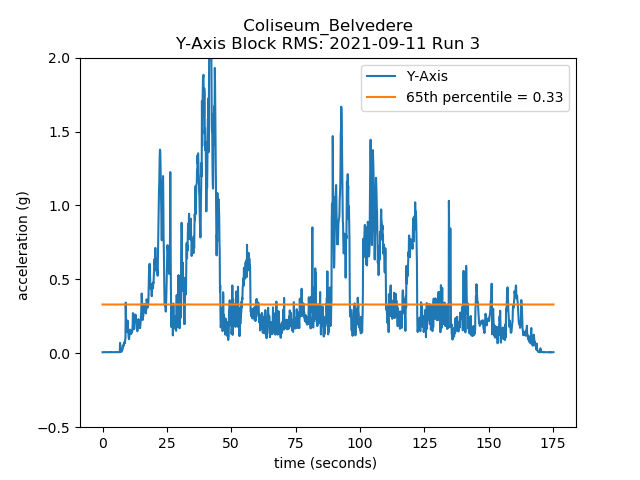 Coliseum_Belvedere
Y-Axis Block RMS: 2021-09-11 Run 3
Y-Axis
65th percentile = 0.33
acceleration (g)
2.0
1.5
1.0
0.5
0.0
−0.5
0 25 50 75 100 125 150 175
time (seconds)